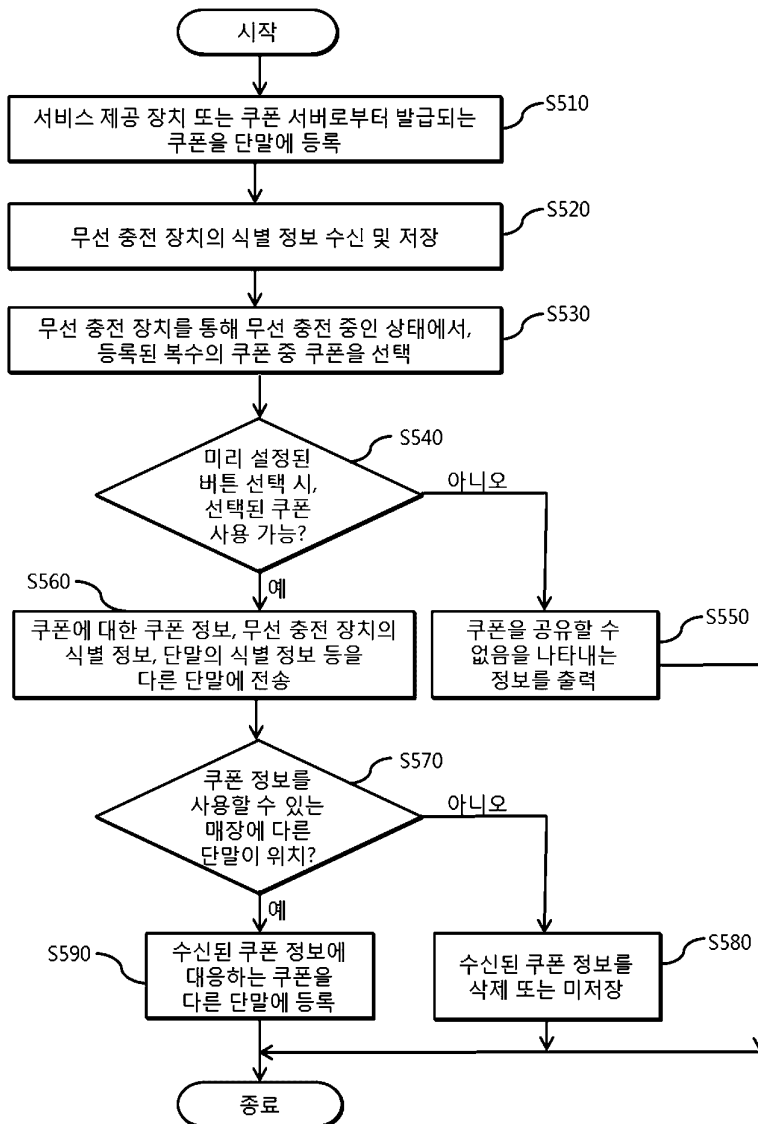 시작
S510
서비스 제공 장치 또는 쿠폰 서버로부터 발급되는
쿠폰을 단말에 등록
S520
무선 충전 장치의 식별 정보 수신 및 저장
S530
무선 충전 장치를 통해 무선 충전 중인 상태에서,
등록된 복수의 쿠폰 중 쿠폰을 선택
S540
미리 설정된
버튼 선택 시,
선택된 쿠폰
사용 가능?
아니오
예
S560
쿠폰에 대한 쿠폰 정보, 무선 충전 장치의
식별 정보, 단말의 식별 정보 등을
다른 단말에 전송
S550
쿠폰을 공유할 수
없음을 나타내는
정보를 출력
S570
쿠폰 정보를
사용할 수 있는
매장에 다른
단말이 위치?
아니오
예
S590
수신된 쿠폰 정보에
대응하는 쿠폰을
다른 단말에 등록
S580
수신된 쿠폰 정보를
삭제 또는 미저장
종료